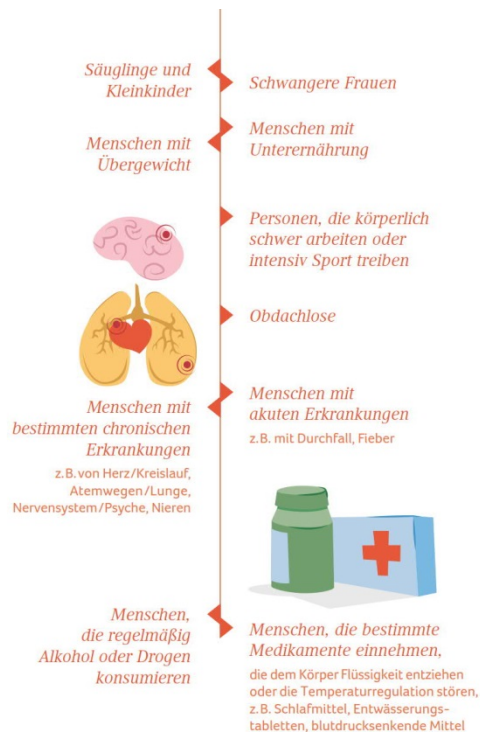 Säuglinge und
Kleinkinder
Schwangere Frauen
Menschen mit
Unterernährung
Menschen mit
Übergewicht
Personen, die körperlich
schwer arbeiten oder
intensiv Sport treiben
Obdachlose
Menschen mit
akuten Erkrankungen
z.B. mit Durchfall, Fieber
Menschen mit
bestimmten chronischen
Erkrankungen
z.B. von Herz/Kreislauf,
Atemwegen/Lunge,
Nervensystem/Psyche, Nieren
Menschen,
die regelmäßig
Alkohol oder Drogen
konsumieren
Menschen, die bestimmte
Medikamente einnehmen,
die dem Körper Flüssigkeit entziehen
oder die Temperaturregulation stören,
z.B. Schlafmittel, Entwässerungs-
tabletten, blutdrucksenkende Mittel